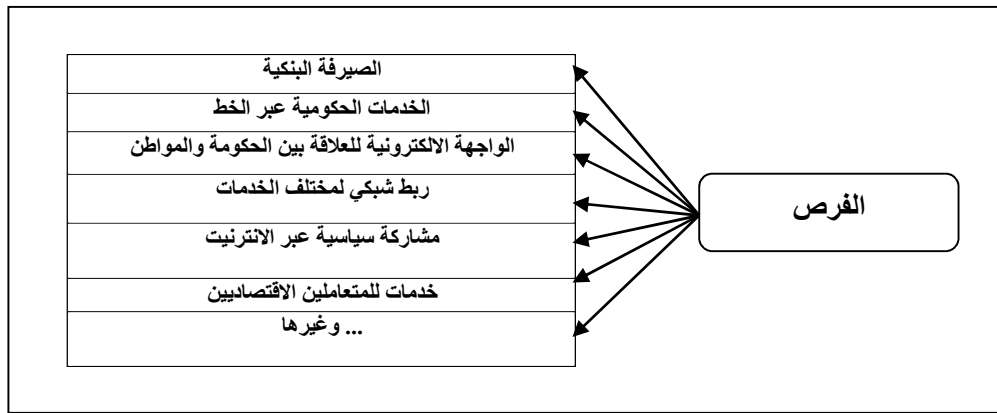 الفرص
الصيرفة البنكية
الخدمات الحكومية عبر الخط
الواجهة الالكترونية للعلاقة بين الحكومة والمواطن
ربط شبكي لمختلف الخدمات
مشاركة سياسية عبر الانترنيت
خدمات للمتعاملين الاقتصاديين
... وغيرها